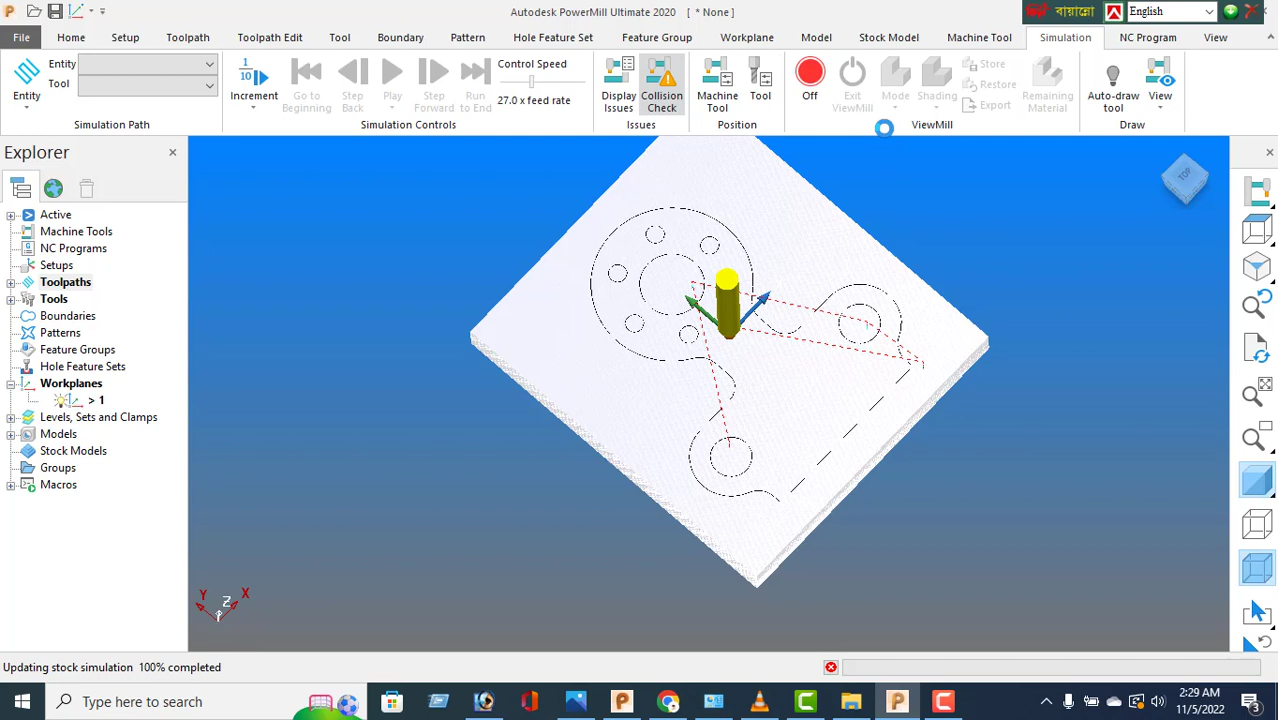 Autodesk PowerMill Ultimate 2020 [ * None ]
বায়ান্নো English
File Home Setup Toolpath Toolpath Edit Tool Boundary Pattern Hole Feature Set Feature Group Workplane Model Stock Model Machine Tool Simulation NC Program View
Entity
Tool
Entity
1
10
Increment
Go to
Beginning
Step
Back
Play
Step
Forward
Run to
End
Control Speed
27.0 x feed rate
Display
Issues
Collision
Check
Machine
Tool
Tool
Off
Exit
ViewMill
Mode
Shading
Store
Restore
Export
Remaining
Material
Auto-draw
tool
View
Simulation Path Simulation Controls Issues Position ViewMill Draw
Explorer
Active
Machine Tools
NC Programs
Setups
Toolpaths
Tools
Boundaries
Patterns
Feature Groups
Hole Feature Sets
Workplanes
> 1
Levels, Sets and Clamps
Models
Stock Models
Groups
Macros
TOP
Y Z X
Updating stock simulation 100% completed
Type here to search
2:29 AM
11/5/2022
3